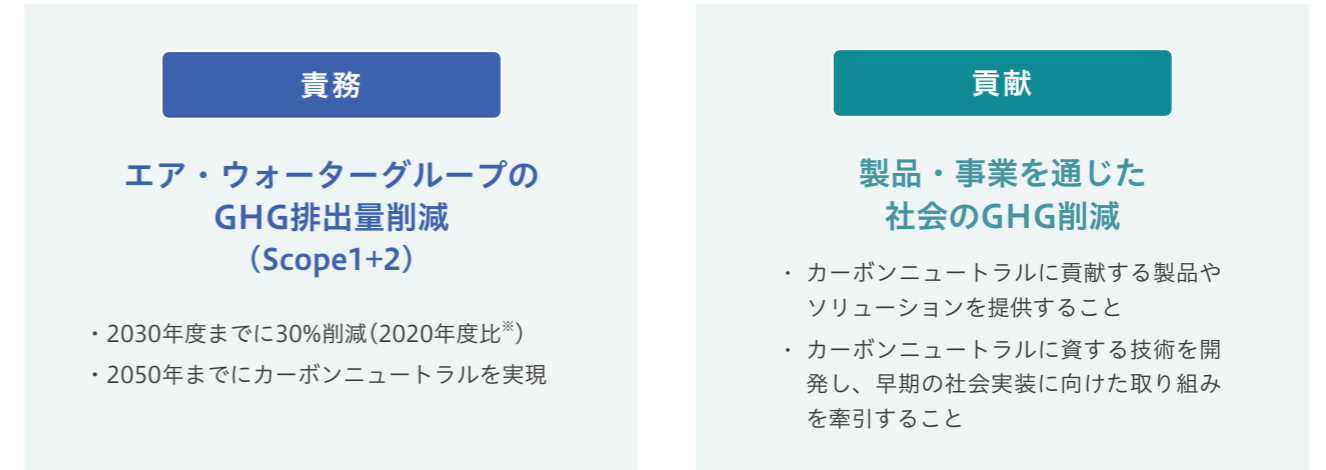 責務
エア・ウォーターグループの
GHG排出量削減
（Scope1+2）
・2030年度までに30%削減（2020年度比※）
・2050年までにカーボンニュートラルを実現
貢献
製品・事業を通じた
社会のGHG削減
・ カーボンニュートラルに貢献する製品や
ソリューションを提供すること
・ カーボンニュートラルに資する技術を開
発し、早期の社会実装に向けた取り組み
を牽引すること